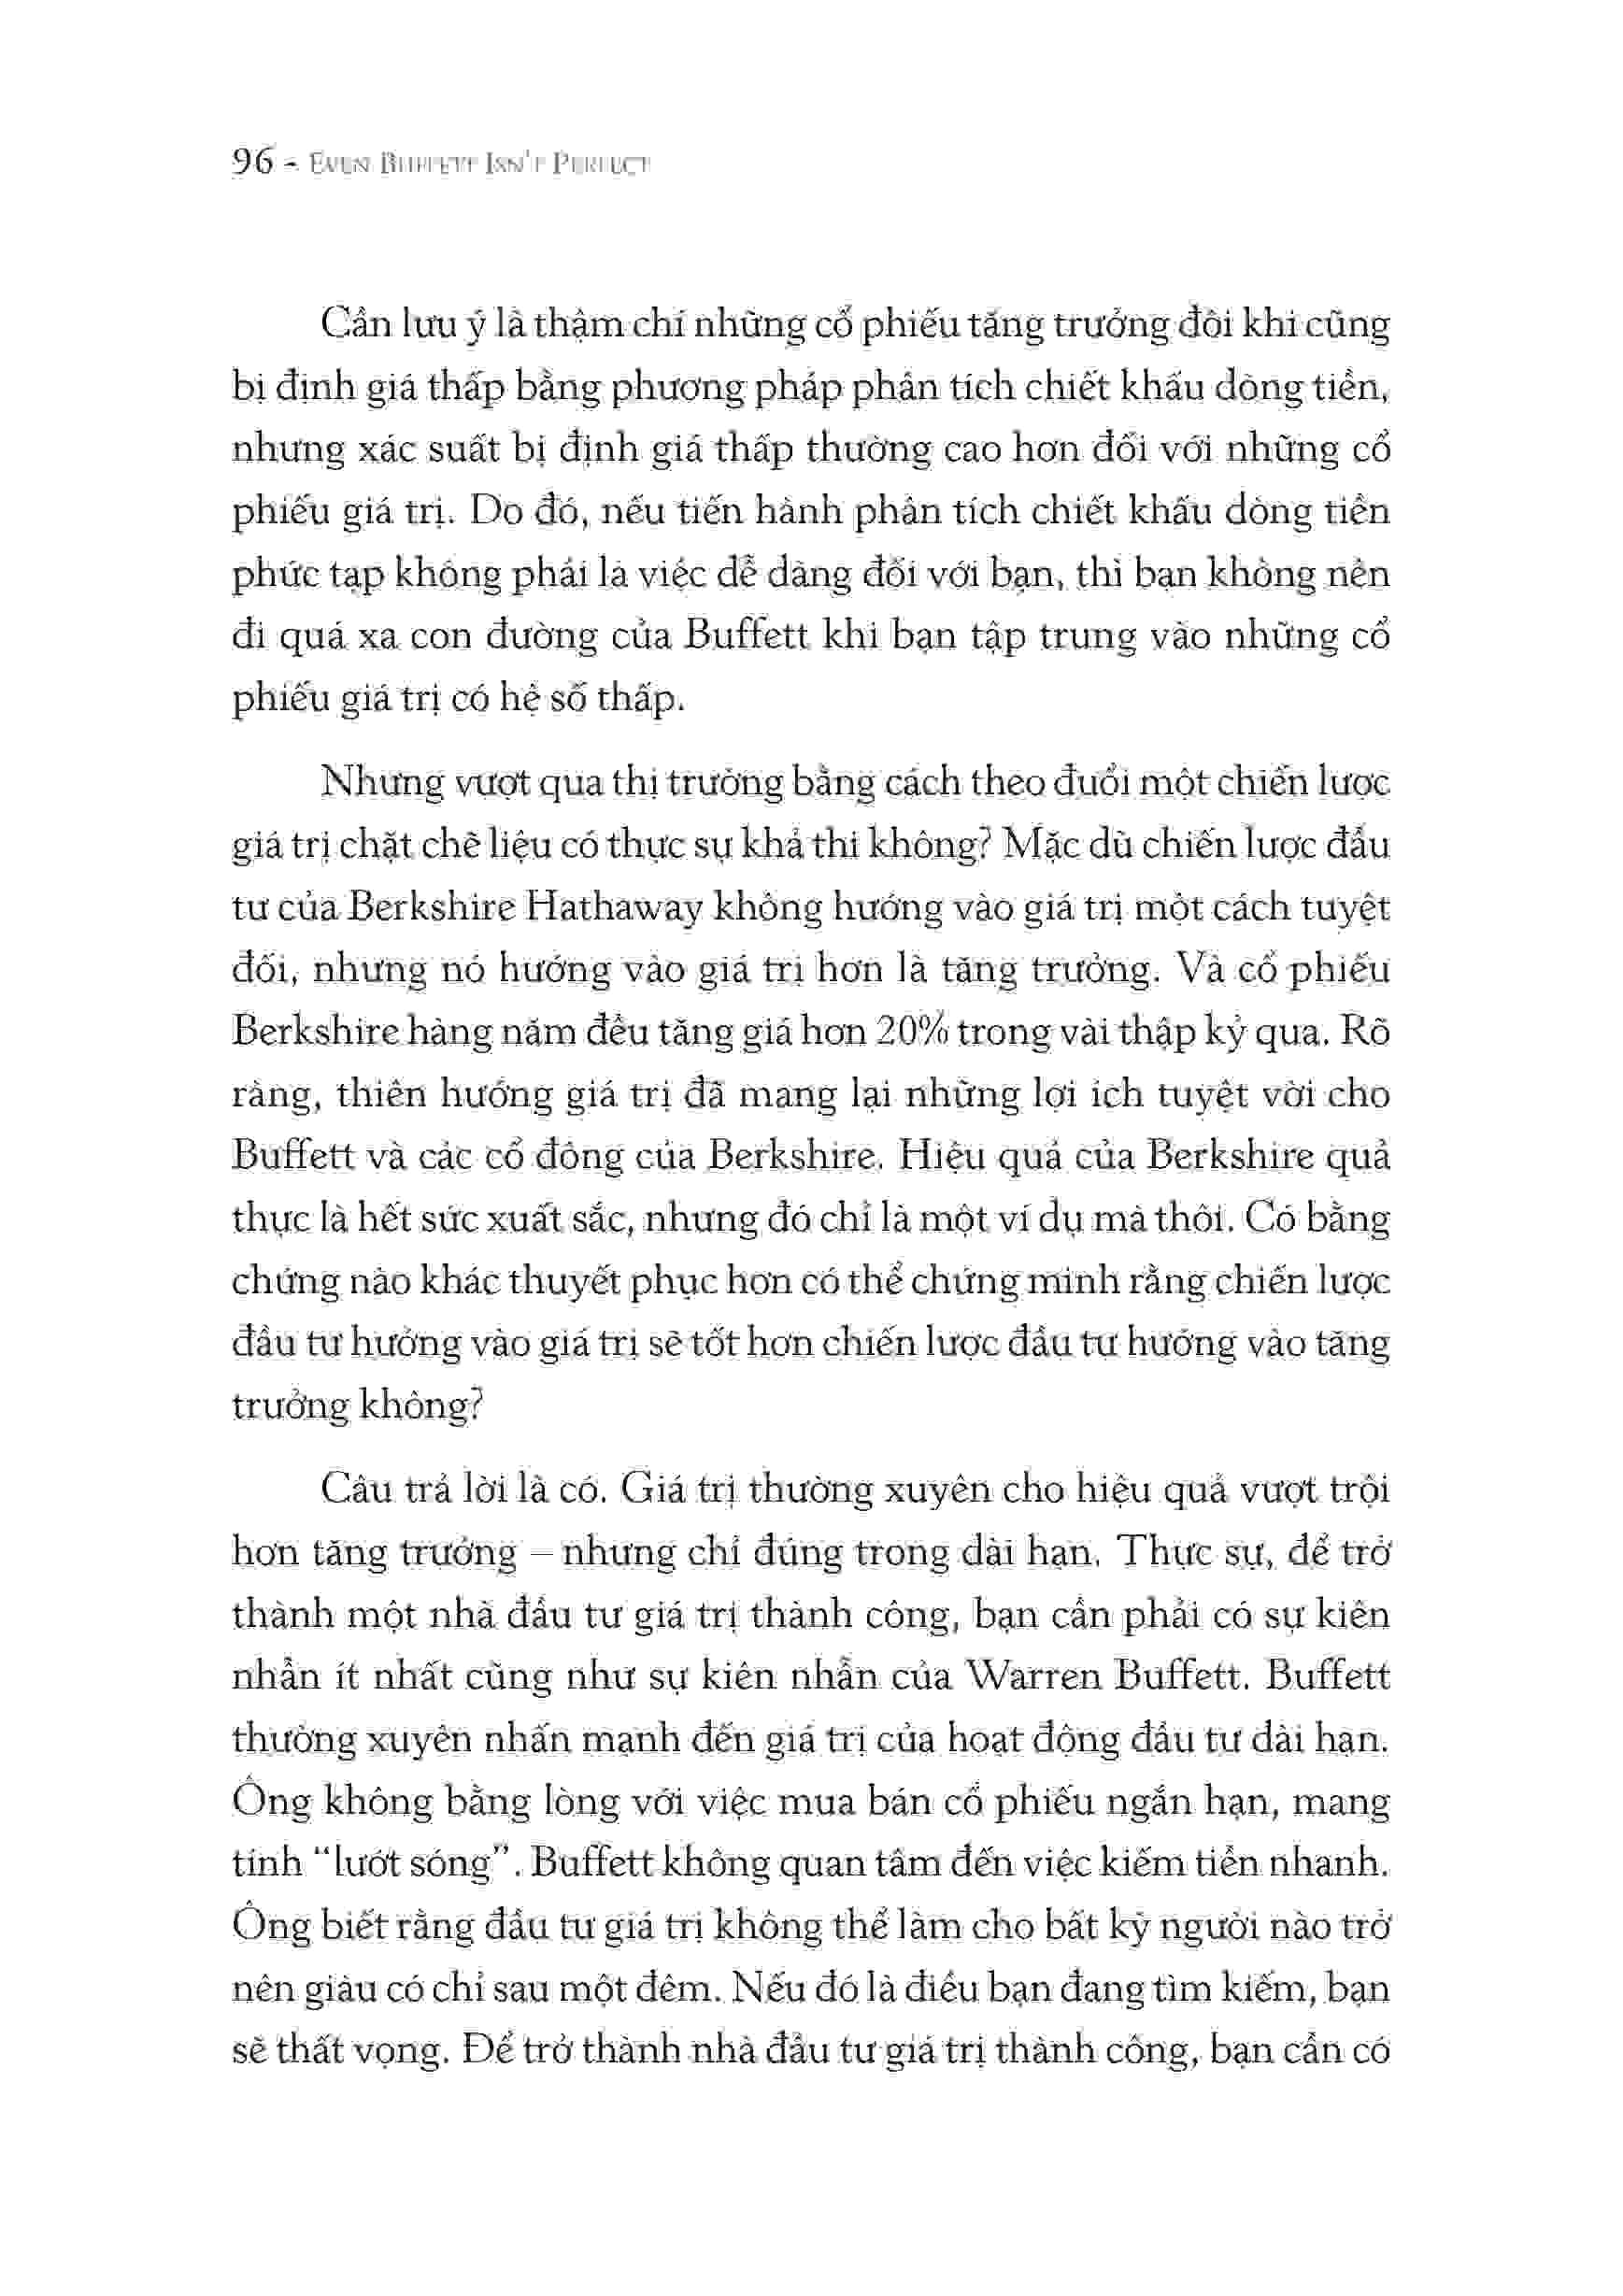 96 - EVEN BUFFETT ISN'T PERFECT
Cần lưu ý là thậm chí những cổ phiếu tăng trưởng đôi khi cũng
bị định giá thấp bằng phương pháp phân tích chiết khấu dòng tiền,
nhưng xác suất bị định giá thấp thường cao hơn đối với những cổ
phiếu giá trị. Do đó, nếu tiến hành phân tích chiết khấu dòng tiền
phức tạp không phải là việc dễ dàng đối với bạn, thì bạn không nên
đi quá xa con đường của Buffett khi bạn tập trung vào những cổ
phiếu giá trị có hệ số thấp.
Nhưng vượt qua thị trường bằng cách theo đuổi một chiến lược
giá trị chặt chẽ liệu có thực sự khả thi không? Mặc dù chiến lược đầu
tư của Berkshire Hathaway không hướng vào giá trị một cách tuyệt
đối, nhưng nó hướng vào giá trị hơn là tăng trưởng. Và cổ phiếu
Berkshire hàng năm đều tăng giá hơn 20% trong vài thập kỷ qua. Rõ
ràng, thiên hướng giá trị đã mang lại những lợi ích tuyệt vời cho
Buffett và các cổ đông của Berkshire. Hiệu quả của Berkshire quả
thực là hết sức xuất sắc, nhưng đó chỉ là một ví dụ mà thôi. Có bằng
chứng nào khác thuyết phục hơn có thể chứng minh rằng chiến lược
đầu tư hướng vào giá trị sẽ tốt hơn chiến lược đầu tư hướng vào tăng
trưởng không?
Câu trả lời là có. Giá trị thường xuyên cho hiệu quả vượt trội
hơn tăng trưởng – nhưng chỉ đúng trong dài hạn. Thực sự, để trở
thành một nhà đầu tư giá trị thành công, bạn cần phải có sự kiên
nhẫn ít nhất cũng như sự kiên nhẫn của Warren Buffett. Buffett
thường xuyên nhấn mạnh đến giá trị của hoạt động đầu tư dài hạn.
Ông không bằng lòng với việc mua bán cổ phiếu ngắn hạn, mang
tính “lướt sóng”. Buffett không quan tâm đến việc kiếm tiền nhanh.
Ông biết rằng đầu tư giá trị không thể làm cho bất kỳ người nào trở
nên giàu có chỉ sau một đêm. Nếu đó là điều bạn đang tìm kiếm, bạn
sẽ thất vọng. Để trở thành nhà đầu tư giá trị thành công, bạn cần có